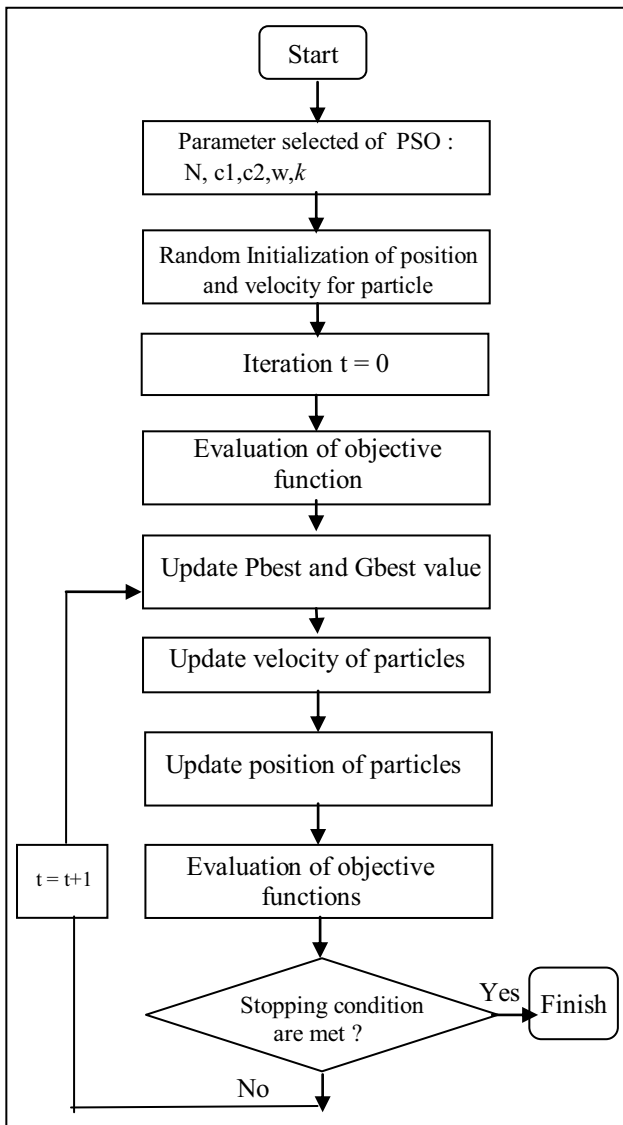 Start
Parameter selected of PSO :
N, c1,c2,w,k
Random Initialization of position
and velocity for particle
Iteration t = 0
Evaluation of objective
function
Update Pbest and Gbest value
Update velocity of particles
Update position of particles
t = t+1
Evaluation of objective
functions
Stopping condition
are met ?
Yes
Finish
No